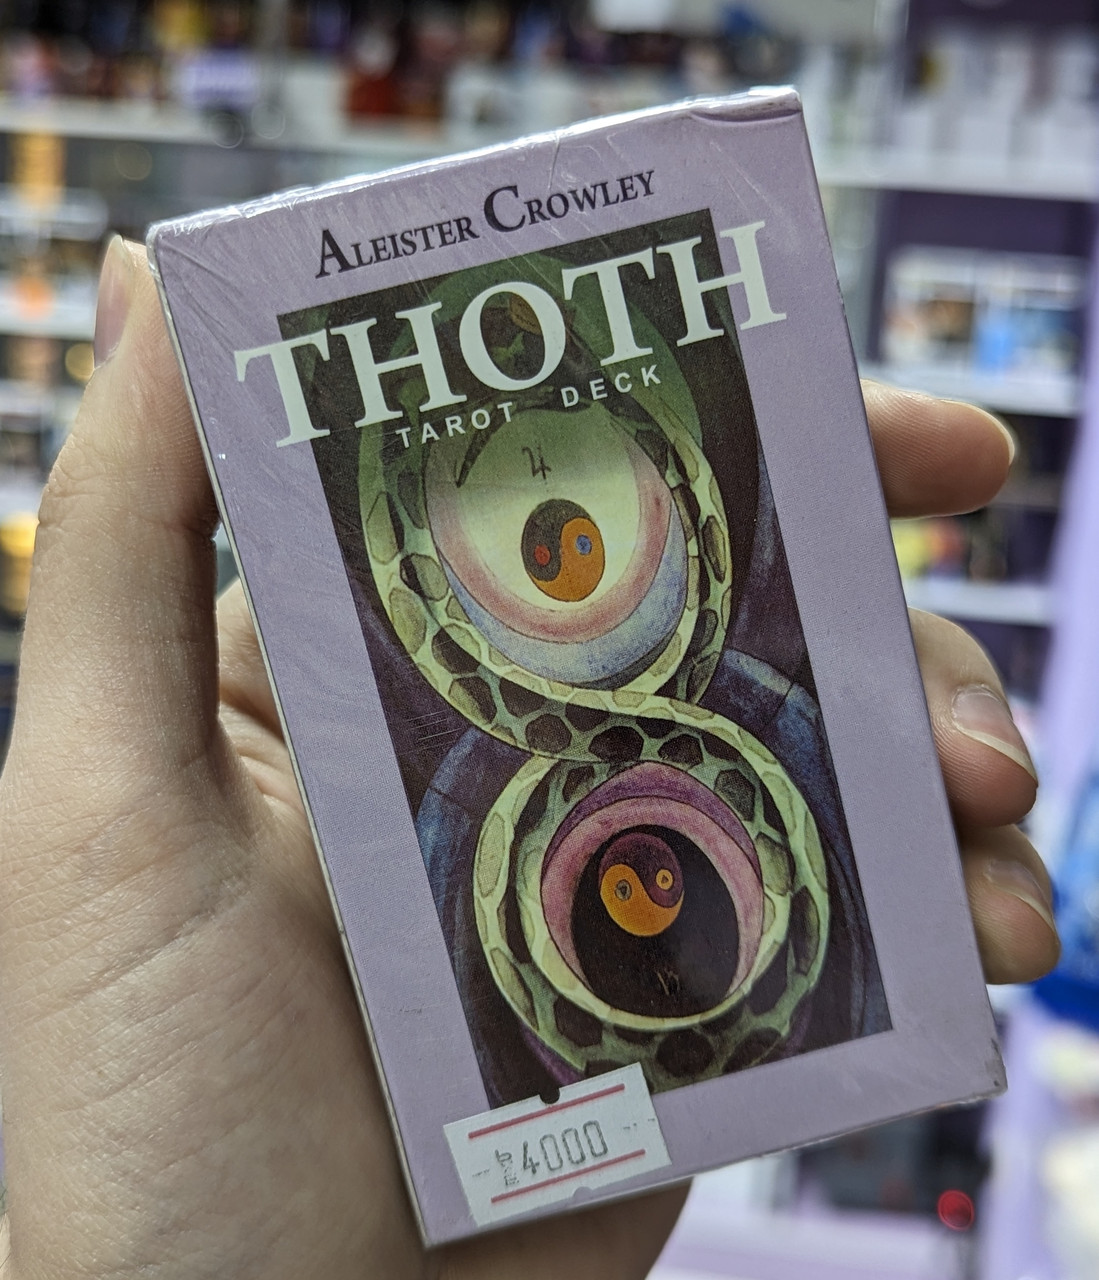 ALEISTER CROWLEY
THOTH
TAROT DECK
♃
4000